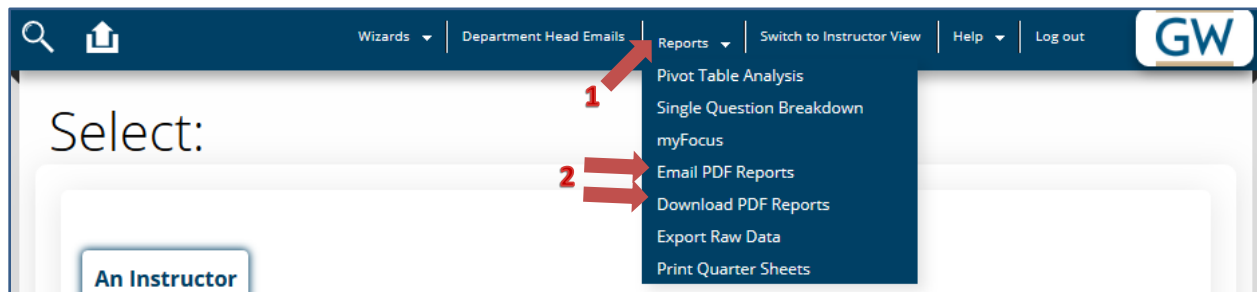 Wizards Department Head Emails Reports Switch to Instructor View Help Log out GW
1
Pivot Table Analysis
Single Question Breakdown
myFocus
Select:
2
Email PDF Reports
Download PDF Reports
Export Raw Data
Print Quarter Sheets
An Instructor